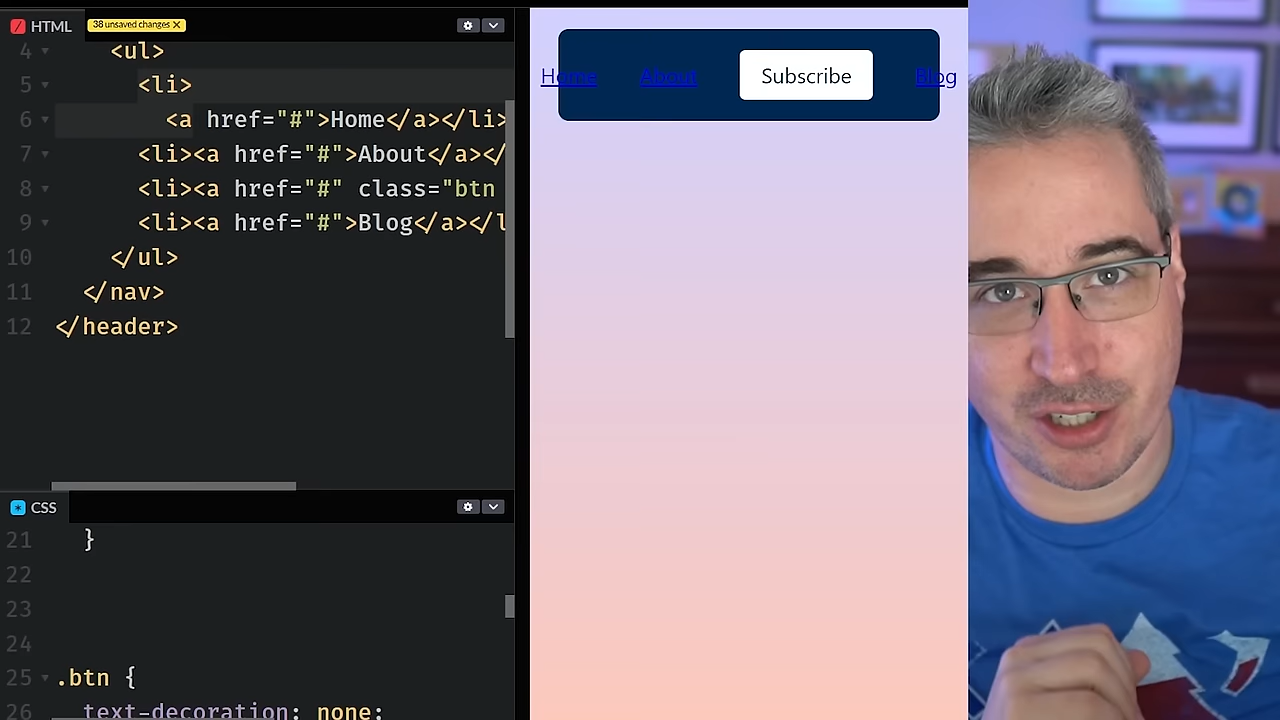 HTML
38 unsaved changes X
4 <ul>
5 <li>
6 <a href="#">Home</a></li>
7 <li><a href="#">About</a></
8 <li><a href="#" class="btn
9 <li><a href="#">Blog</a></l
10 </ul>
11 </nav>
12 </header>
CSS
21 }
22
23
24
25 .btn {
26 text-decoration: none;
Home About Subscribe Blog